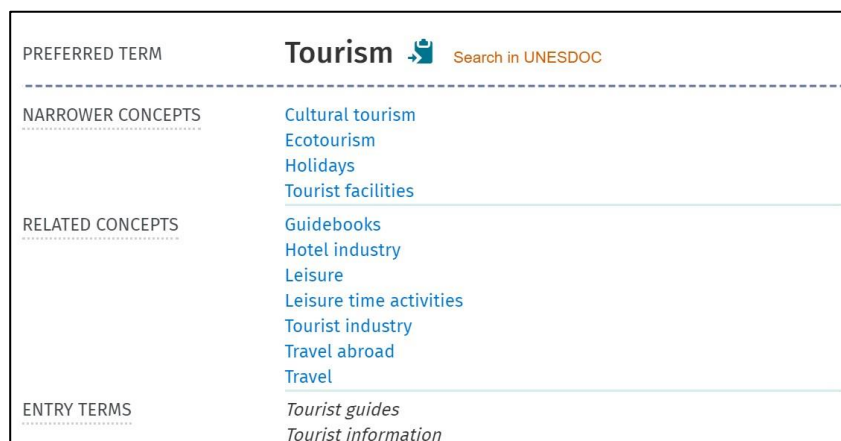 PREFERRED TERM Tourism Search in UNESDOC
NARROWER CONCEPTS Cultural tourism
Ecotourism
Holidays
Tourist facilities
RELATED CONCEPTS Guidebooks
Hotel industry
Leisure
Leisure time activities
Tourist industry
Travel abroad
Travel
ENTRY TERMS Tourist guides
Tourist information